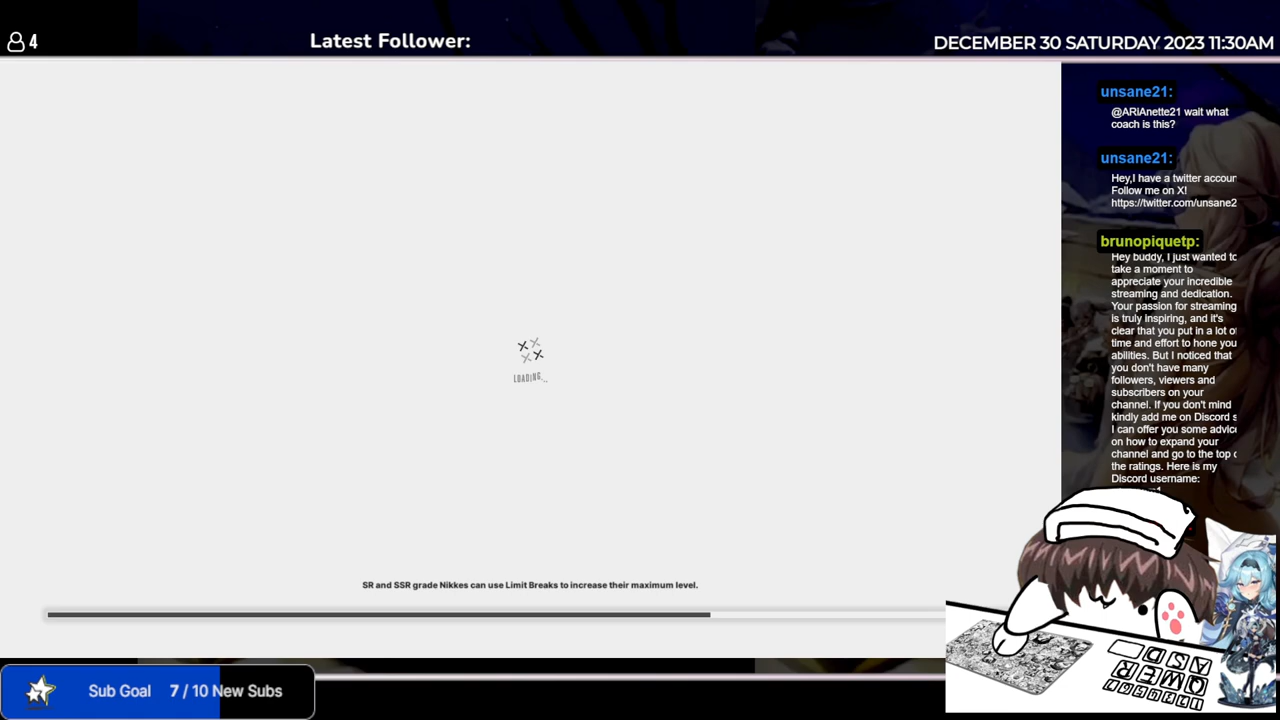 4
Latest Follower:
DECEMBER 30 SATURDAY 2023 11:30AM
unsane21:
@ARIAnette21 wait what
coach is this?
unsane21:
Hey,I have a twitter accour
Follow me on X!
https://twitter.com/unsane2
brunopiquetp:
Hey buddy, I just wanted to
take a moment to
appreciate your incredible
streaming and dedication.
Your passion for streaming
is truly inspiring, and it's
clear that you put in a lot of
time and effort to hone you
abilities. But I noticed that
you don't have many
followers, viewers and
subscribers on your
channel. If you don't mind
kindly add me on Discord s
I can offer you some advic
on how to expand your
channel and go to the top o
the ratings. Here is my
Discord username:
LOADING...
SR and SSR grade Nikkes can use Limit Breaks to increase their maximum level.
Sub Goal 7 / 10 New Subs
D S A
R E W Q